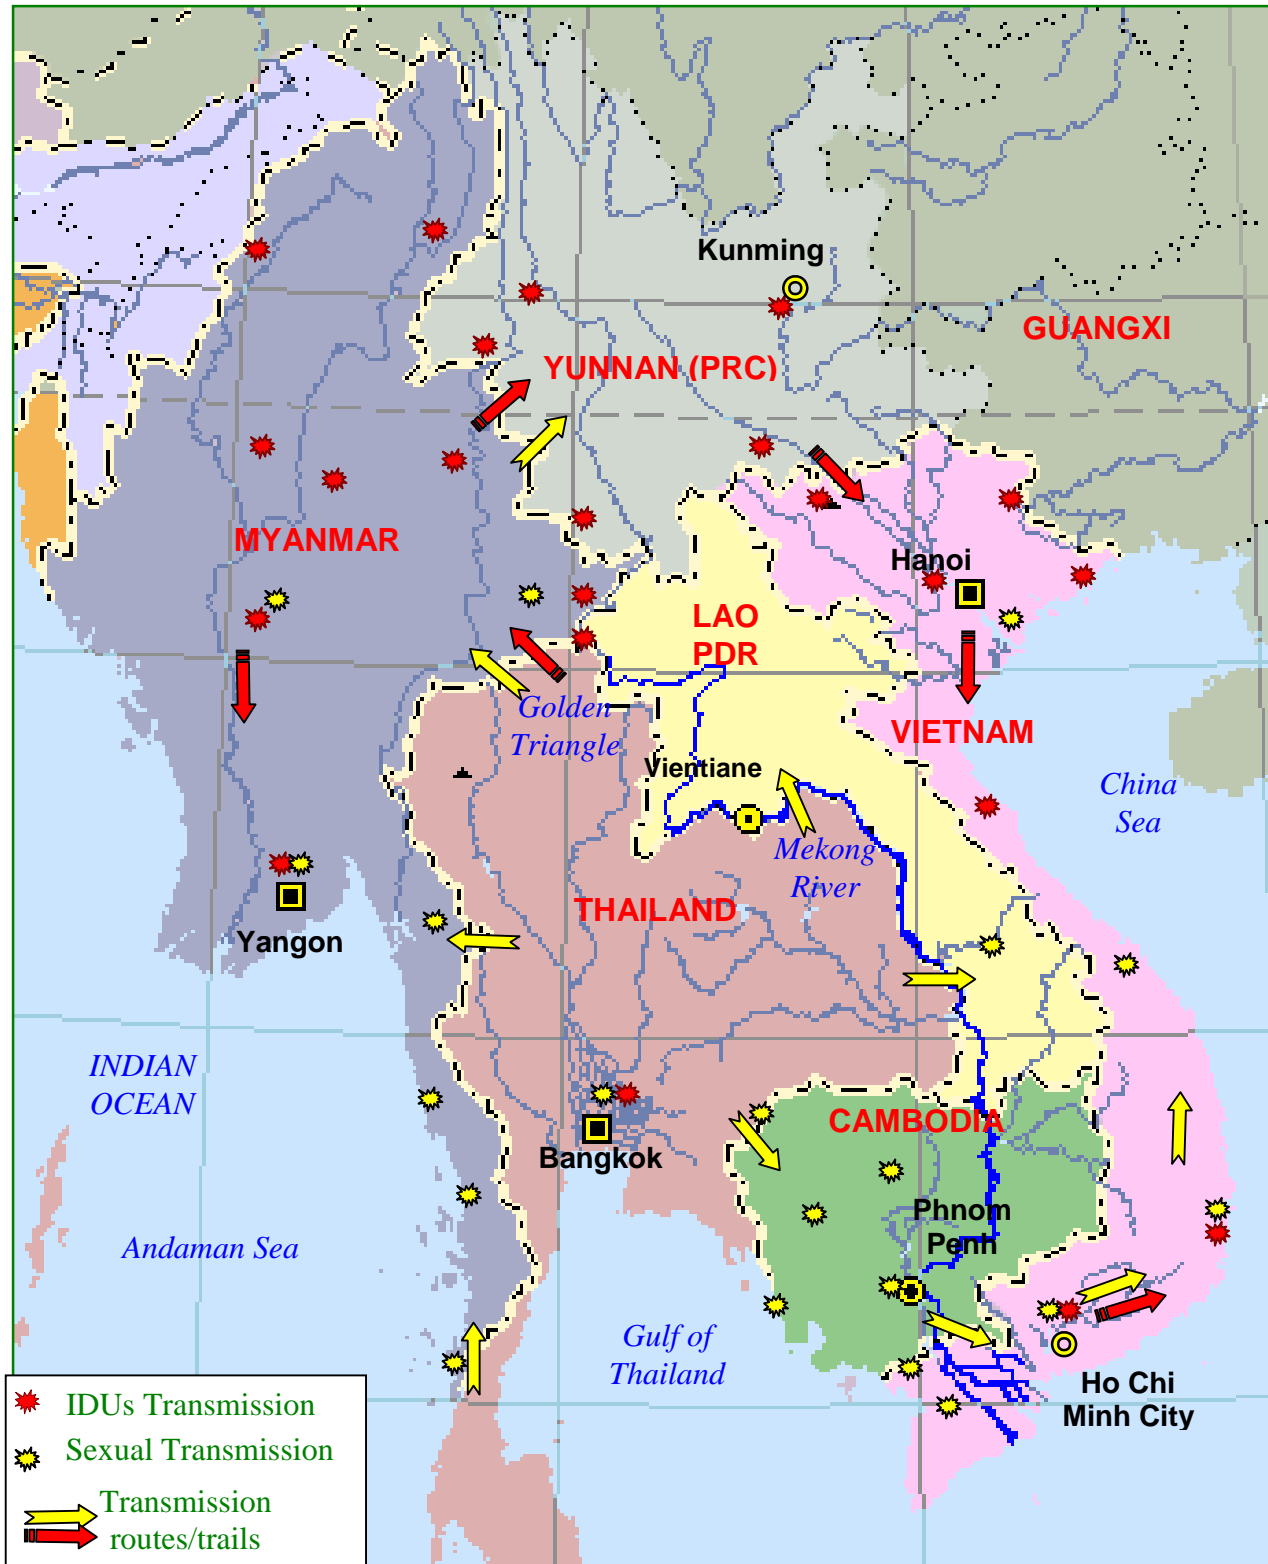 Kunming
GUANGXI
YUNNAN (PRC)
MYANMAR
Hanoi
LAO
PDR
Golden
Triangle
VIETNAM
Vientiane
China
Sea
Mekong
River
THAILAND
Yangon
INDIAN
OCEAN
CAMBODIA
Bangkok
Phnom
Penh
Andaman Sea
Gulf of
Thailand
Ho Chi
Minh City
IDUs Transmission
Sexual Transmission
Transmission
routes/trails